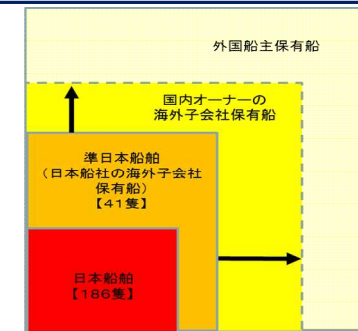 外国船主保有船
国内オーナーの
海外子会社保有船
準日本船舶
（日本船社の海外子会社
保有船）
【41隻】
日本船舶
【186隻】